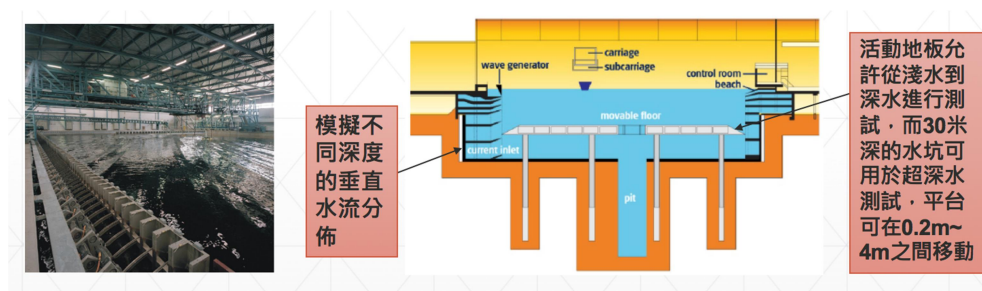 模擬不
同深度
的垂直
水流分
佈
carriage
subcarriage
wave generator
control room
beach
movable floor
current inlet
pit
活動地板允
許從淺水到
深水進行測
試，而30米
深的水坑可
用於超深水
測試，平台
可在0.2m~
4m之間移動